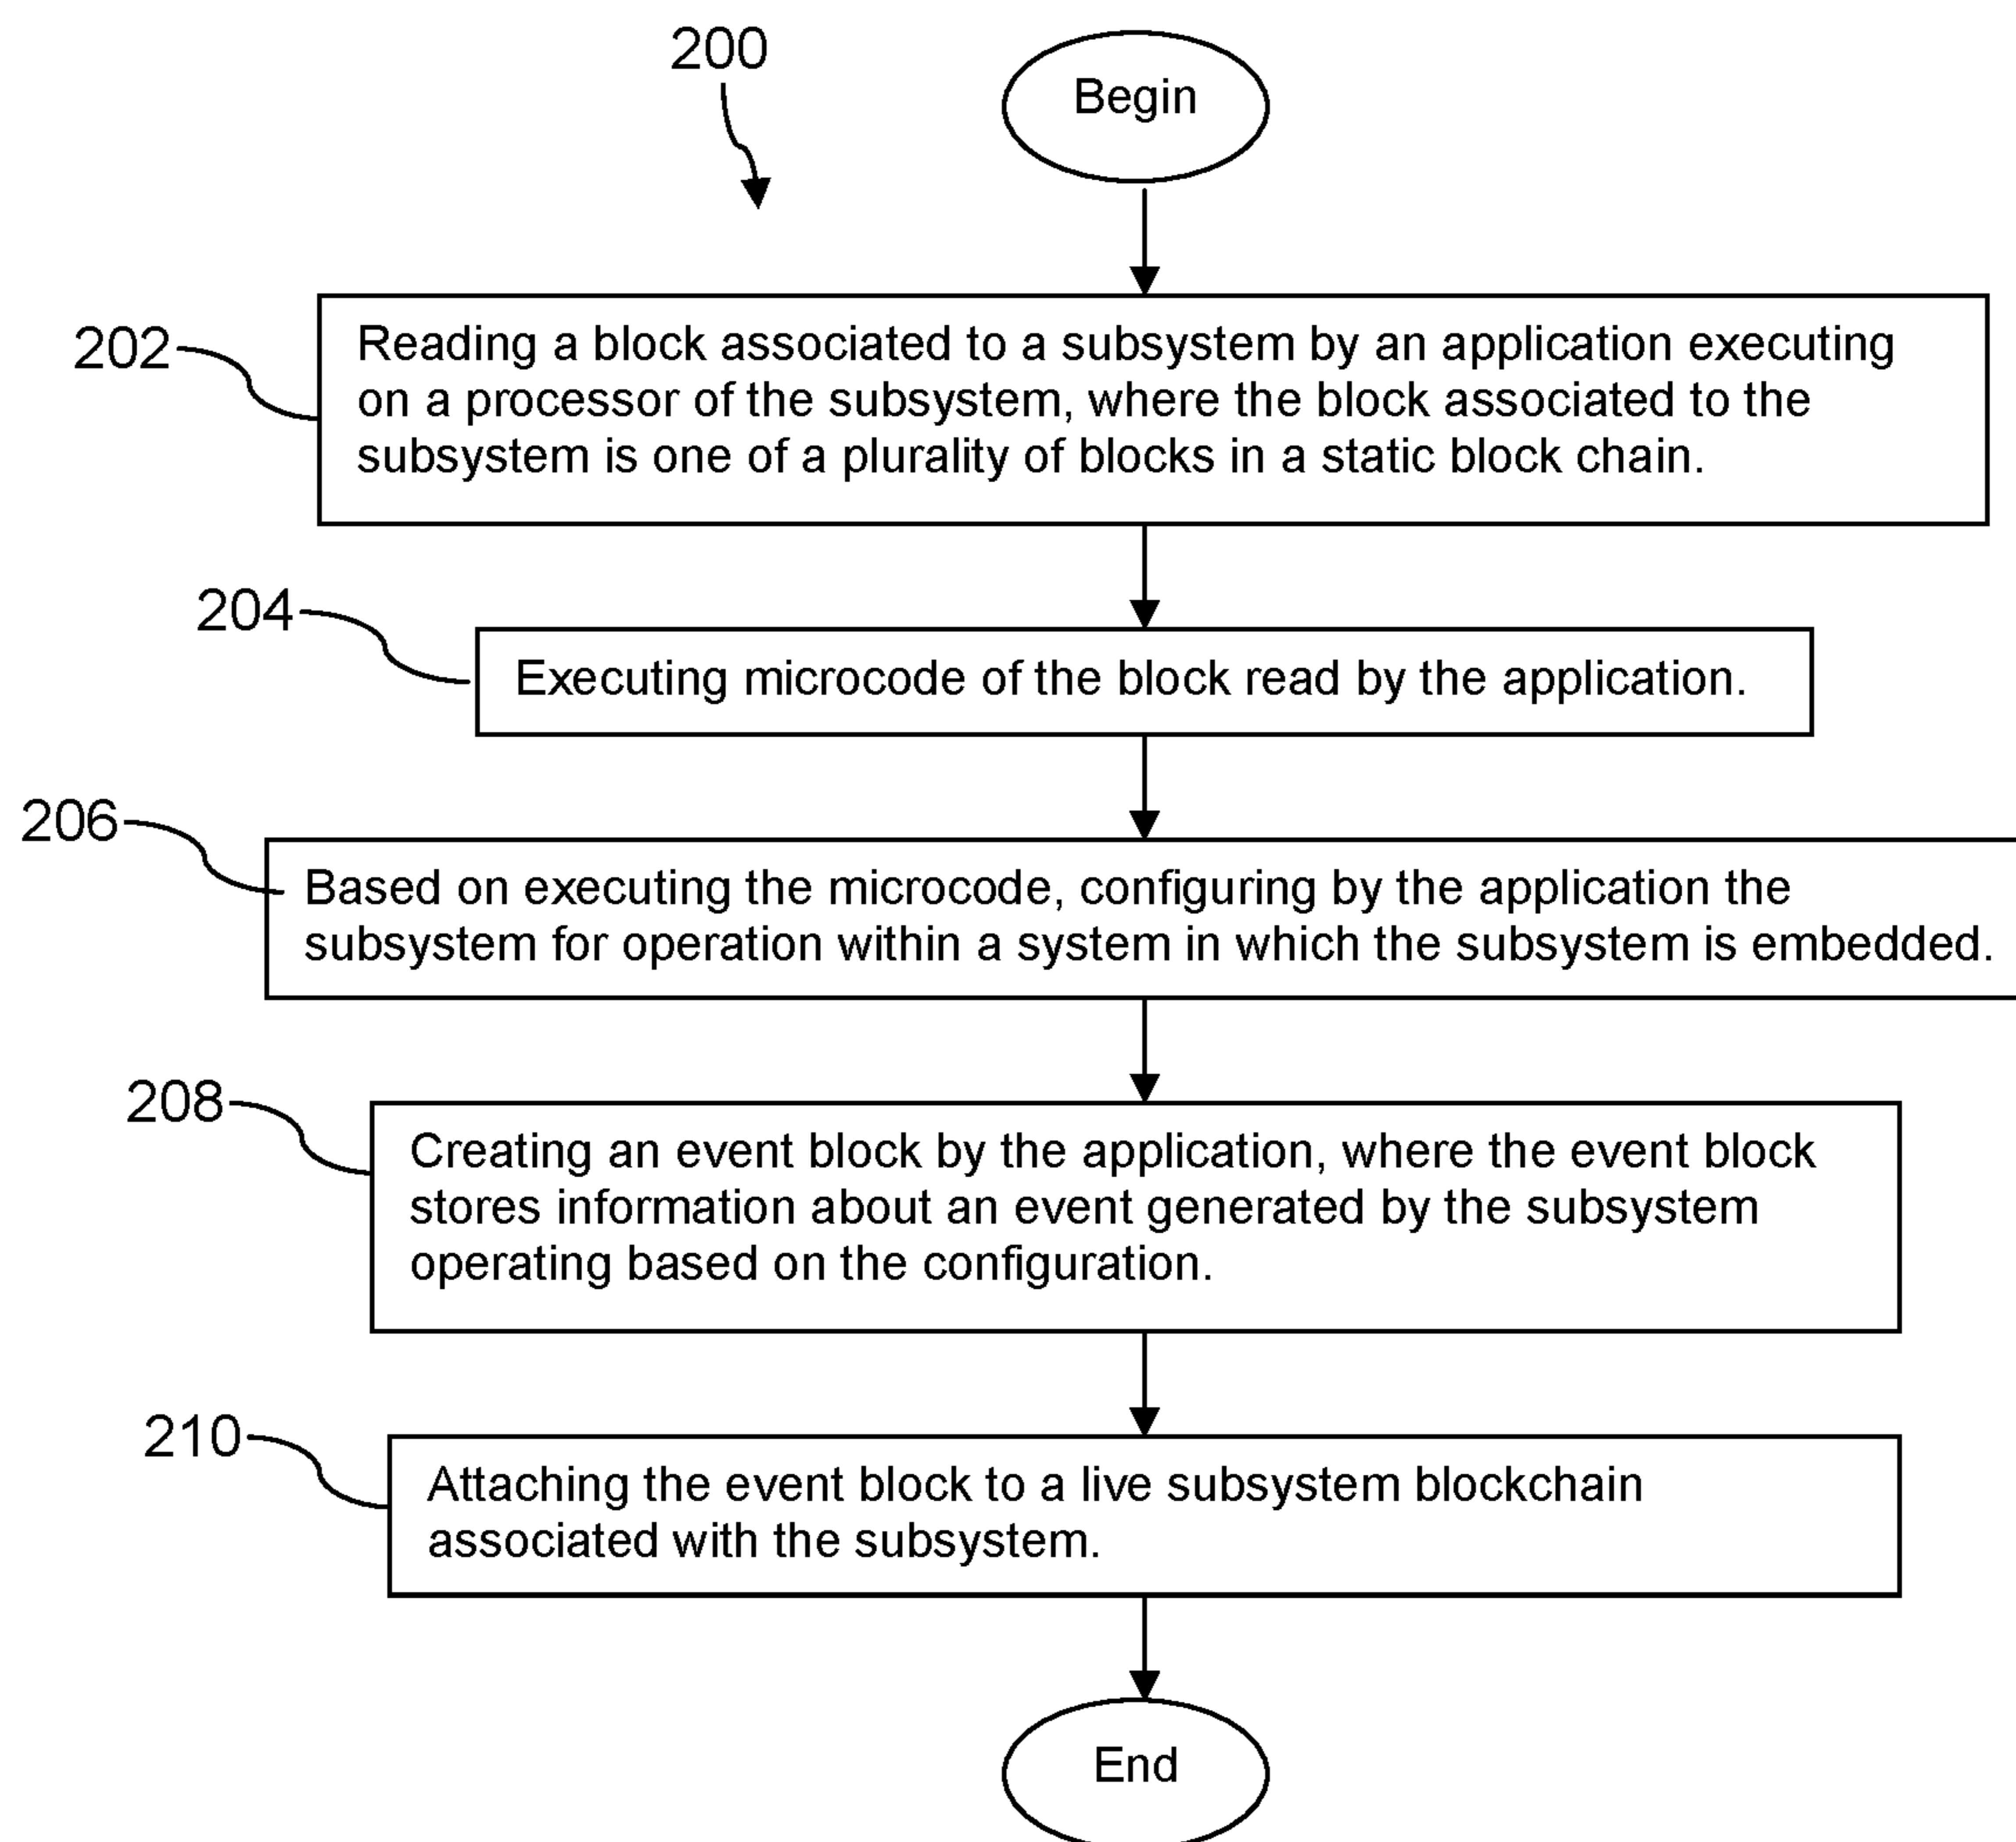 200
Begin
202
Reading a block associated to a subsystem by an application executing
on a processor of the subsystem, where the block associated to the
subsystem is one of a plurality of blocks in a static block chain.
204
Executing microcode of the block read by the application.
206
Based on executing the microcode, configuring by the application the
subsystem for operation within a system in which the subsystem is embedded.
208
Creating an event block by the application, where the event block
stores information about an event generated by the subsystem
operating based on the configuration.
210
Attaching the event block to a live subsystem blockchain
associated with the subsystem.
End